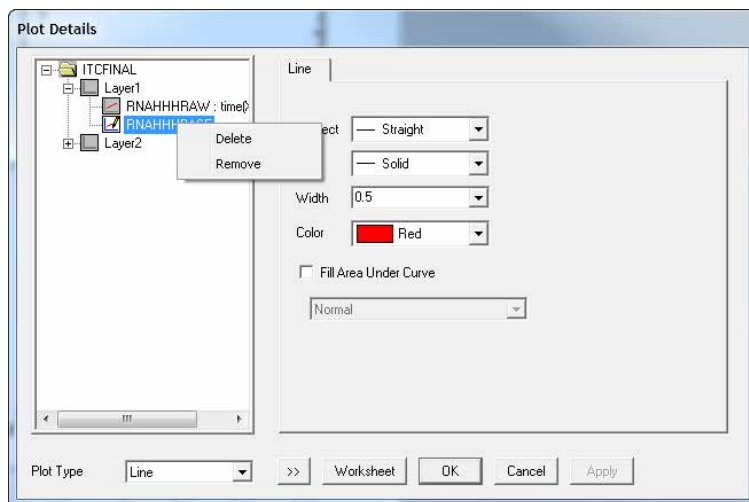 Plot Details
ITCFINAL
Layer1
RNAHHHRAW : time(
RNAHHHBASE
Layer2
Delete
Remove
Line
Straight
Solid
Width 0.5
Color Red
Fill Area Under Curve
Normal
Plot Type Line
>> Worksheet OK Cancel Apply